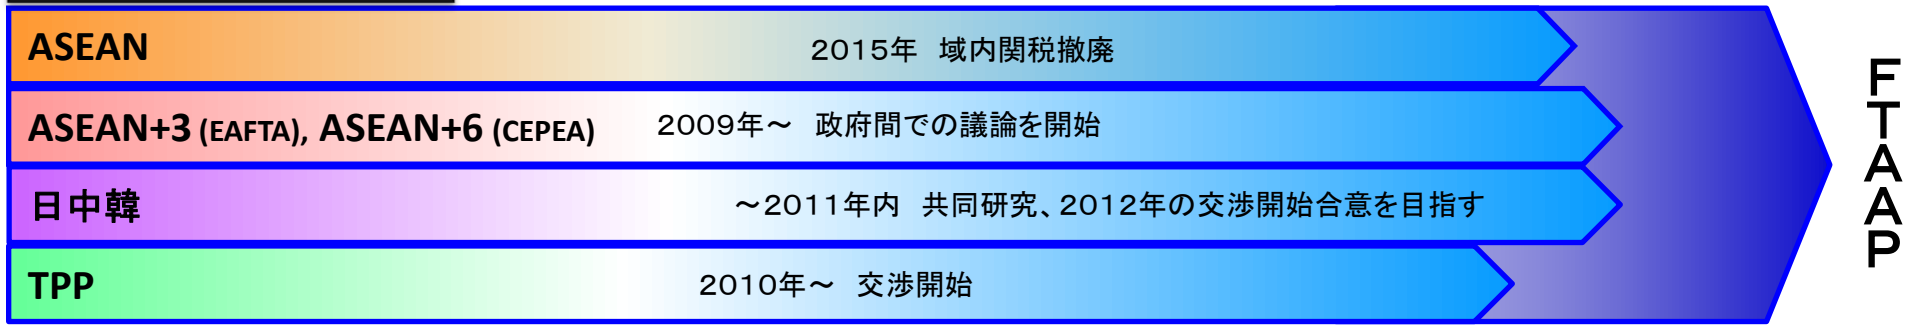 ASEAN 2015年 域内関税撤廃
ASEAN+3 (EAFTA), ASEAN+6 (CEPEA) 2009年～ 政府間での議論を開始
日中韓 ～2011年内 共同研究、2012年の交渉開始合意を目指す
TPP 2010年～ 交渉開始
FTAAP